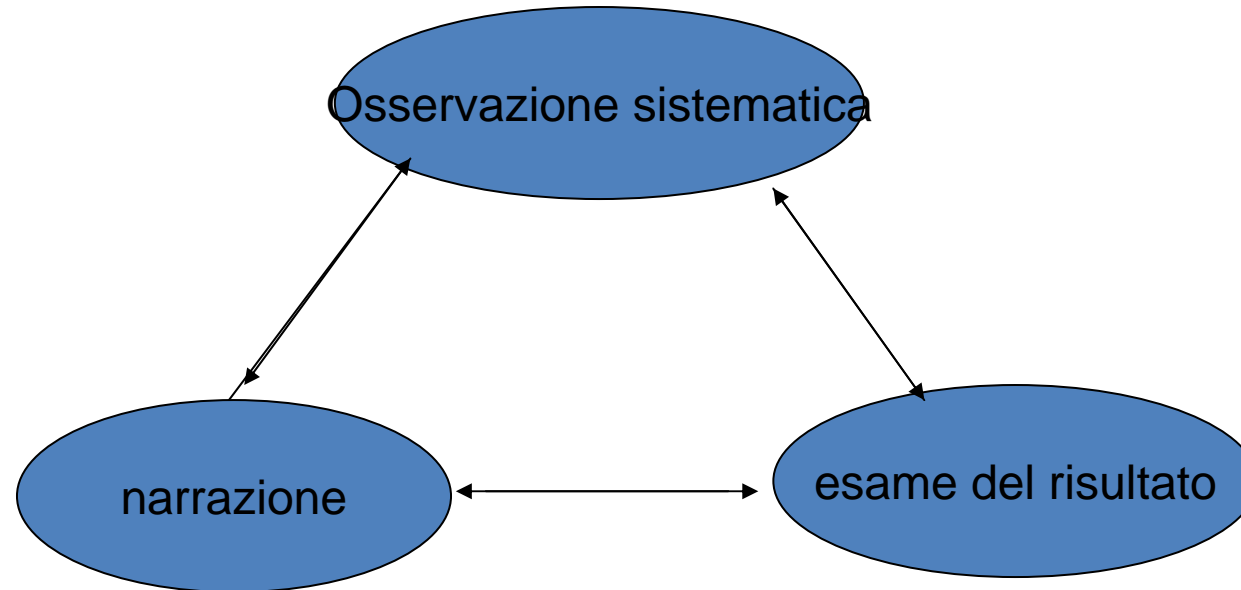 Osservazione sistematica
narrazione
esame del risultato